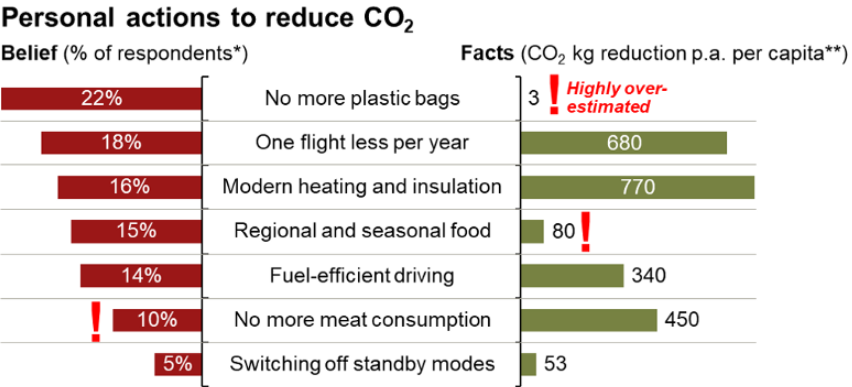 Personal actions to reduce CO₂
Belief (% of respondents*) Facts (CO₂ kg reduction p.a. per capita**)
22% No more plastic bags 3 ! Highly over-
estimated
18% One flight less per year 680
16% Modern heating and insulation 770
15% Regional and seasonal food 80 !
14% Fuel-efficient driving 340
! 10% No more meat consumption 450
5% Switching off standby modes 53